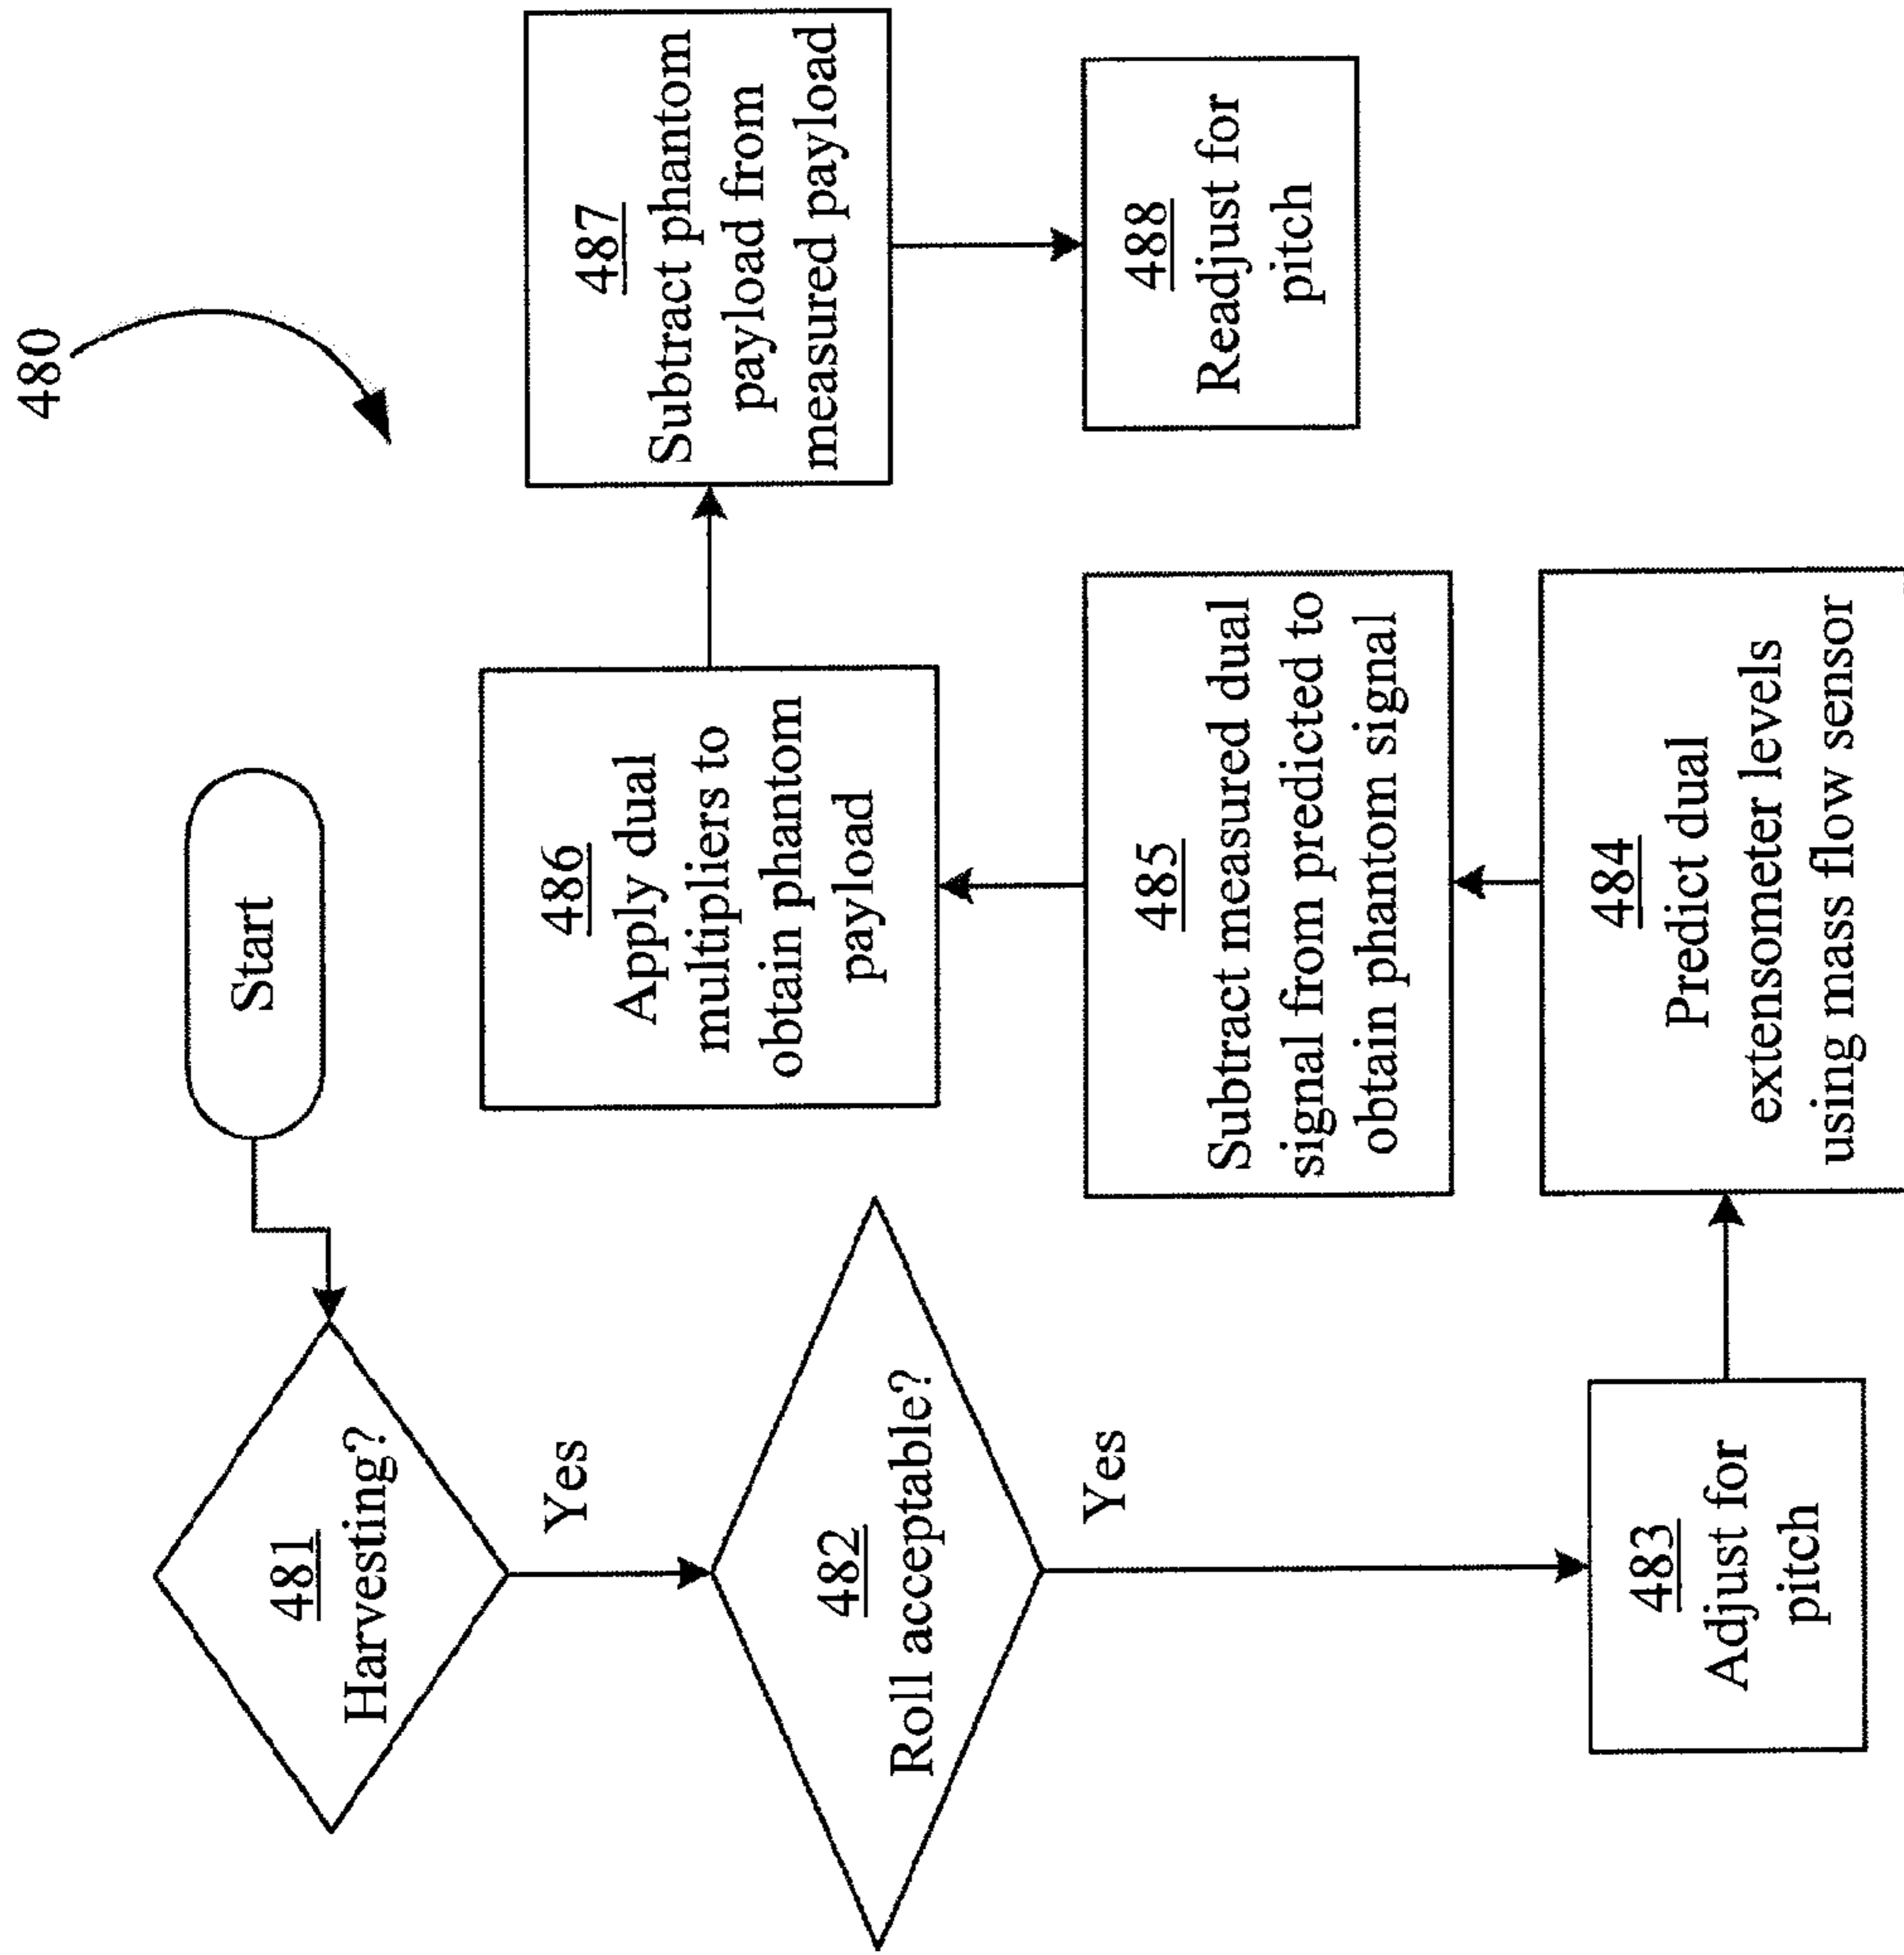 480
Start
481
Harvesting?
Yes
482
Roll acceptable?
Yes
483
Adjust for
pitch
484
Predict dual
extensometer levels
using mass flow sensor
485
Subtract measured dual
signal from predicted to
obtain phantom signal
486
Apply dual
multipliers to
obtain phantom
payload
487
Subtract phantom
payload from
measured payload
488
Readjust for
pitch